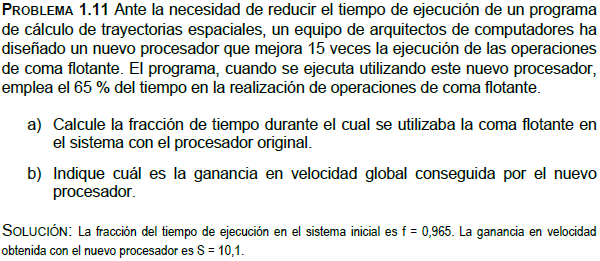 PROBLEMA 1.11 Ante la necesidad de reducir el tiempo de ejecución de un programa
de cálculo de trayectorias espaciales, un equipo de arquitectos de computadores ha
diseñado un nuevo procesador que mejora 15 veces la ejecución de las operaciones
de coma flotante. El programa, cuando se ejecuta utilizando este nuevo procesador,
emplea el 65 % del tiempo en la realización de operaciones de coma flotante.
a) Calcule la fracción de tiempo durante el cual se utilizaba la coma flotante en
el sistema con el procesador original.
b) Indique cuál es la ganancia en velocidad global conseguida por el nuevo
procesador.
SOLUCIÓN: La fracción del tiempo de ejecución en el sistema inicial es f = 0,965. La ganancia en velocidad
obtenida con el nuevo procesador es S = 10,1.